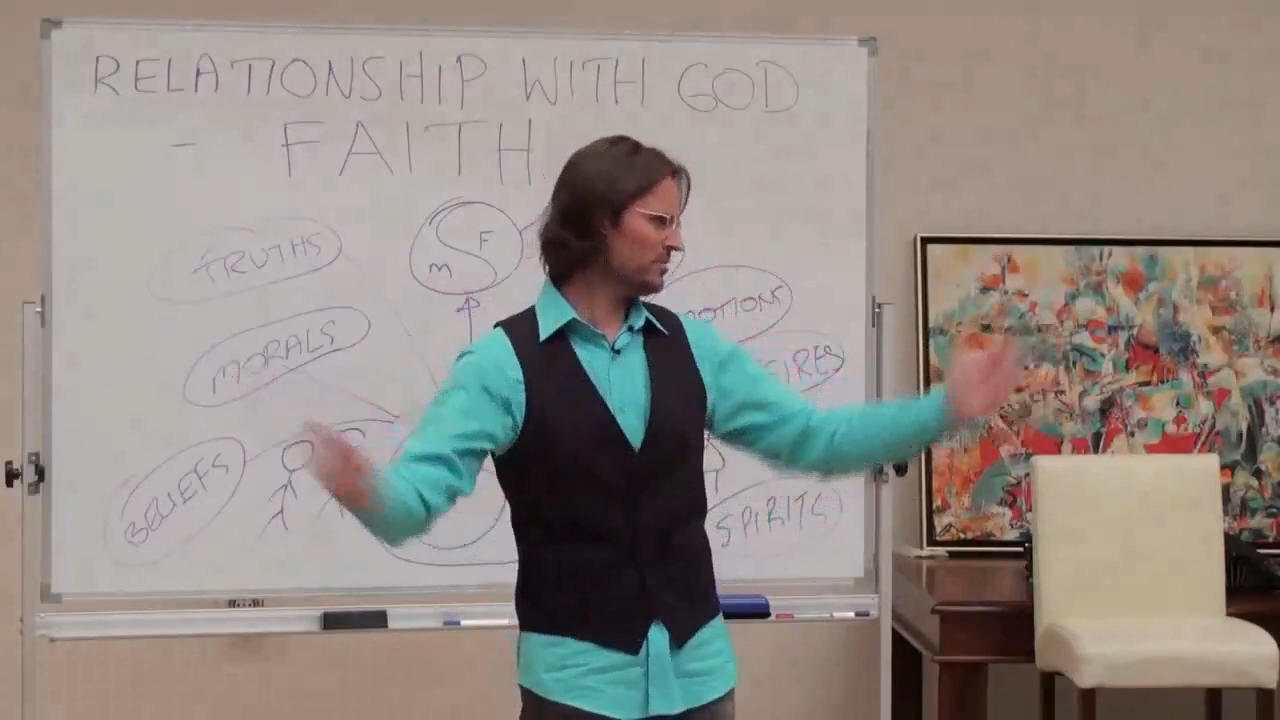 RELATIONSHIP WITH GOD
- FAITH
F
M
TRUTHS
MORALS
BELIEFS
SPIRITS